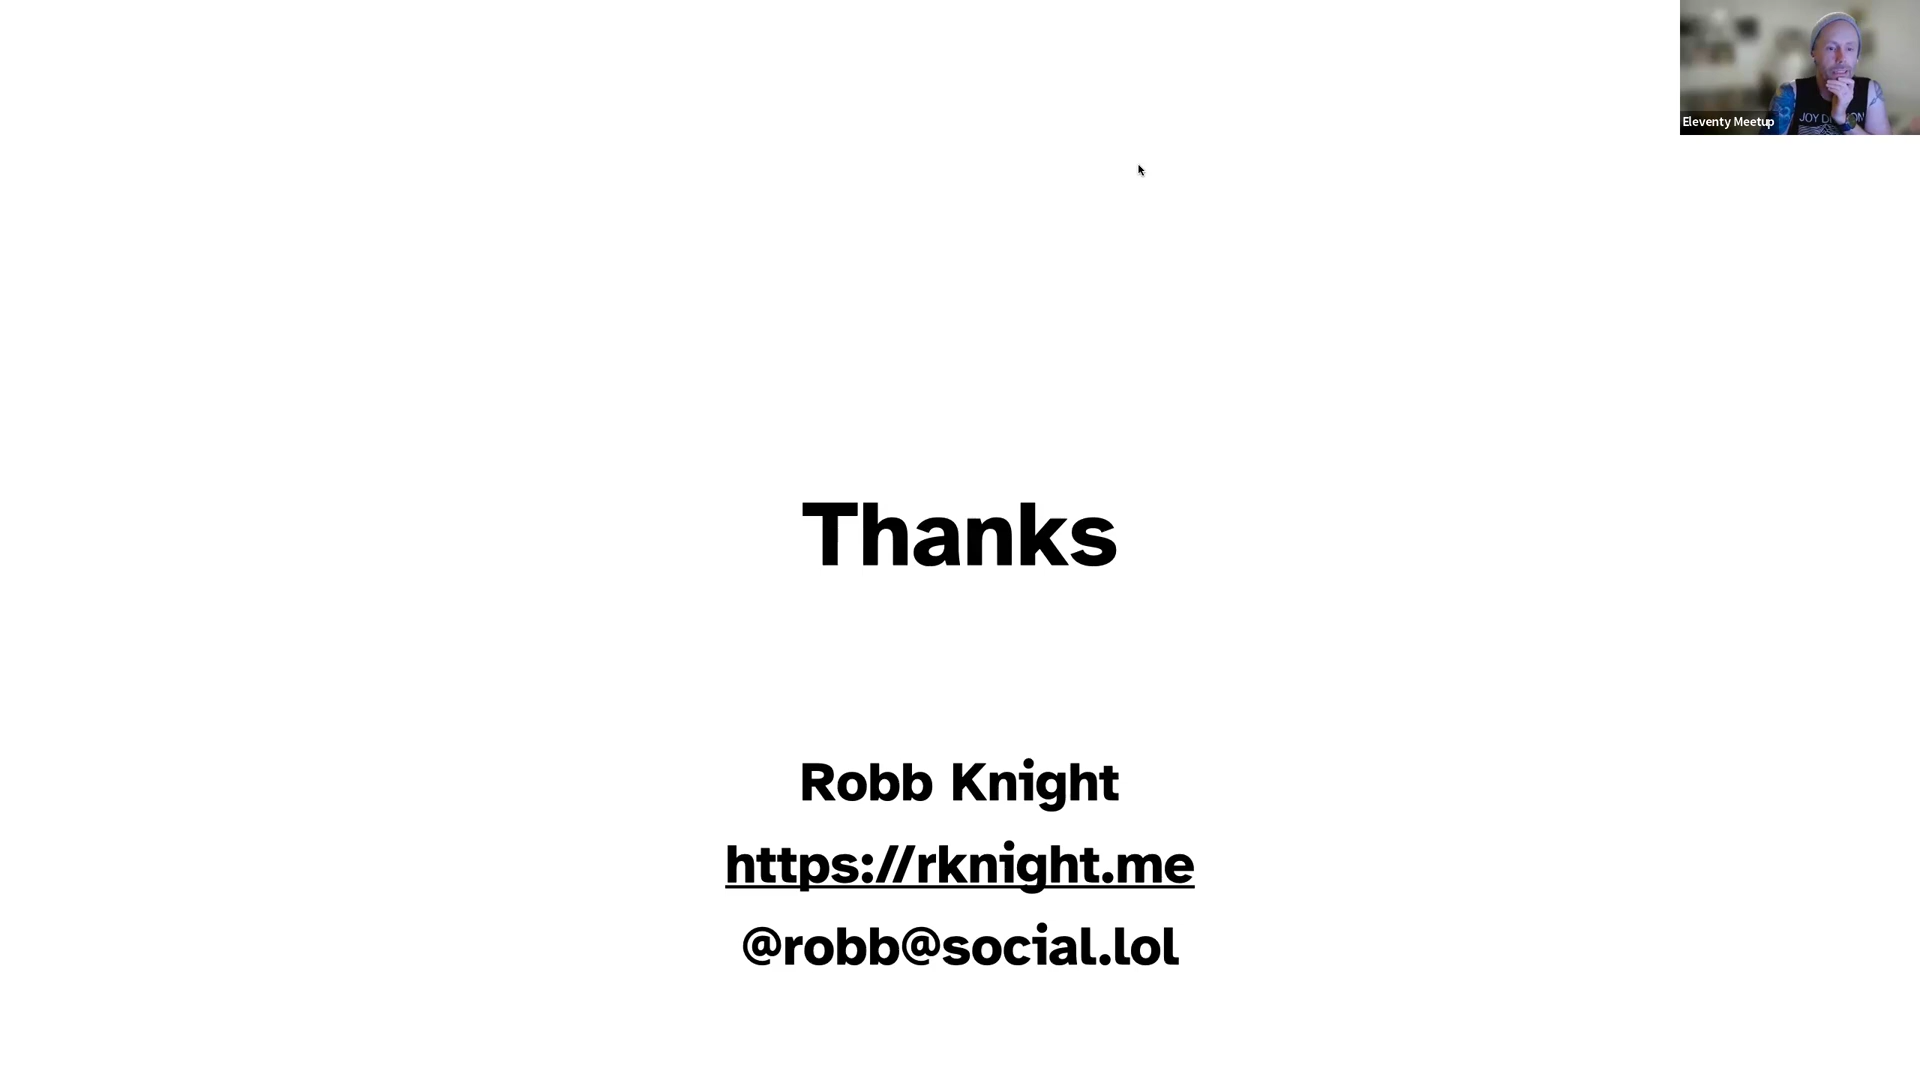 Eleventy Meetup
Thanks
Robb Knight
https://rknight.me
@robb@social.lol